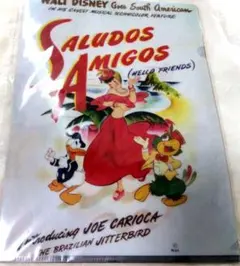 WALT DISNEY Goes South American
IN HIS GAYEST MUSICAL TECHNICOLOR FEATURE
SALUDOS
AMIGOS
(HELLO FRIENDS)
introducing JOE CARIOCA
THE BRAZILIAN JITTERBIRD